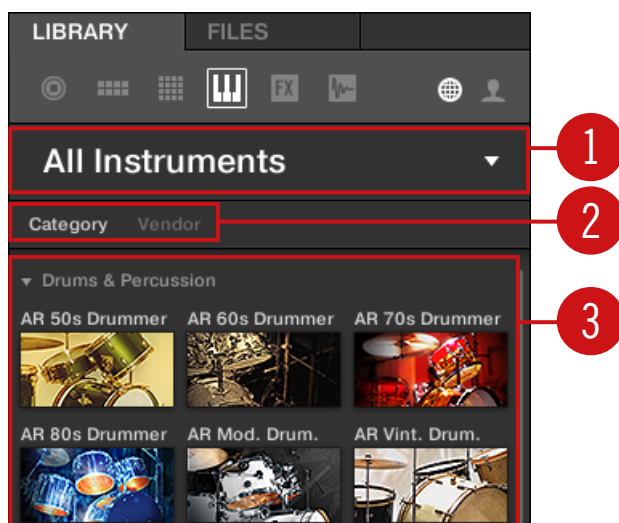 LIBRARY FILES
FX
All Instruments
1
Category Vendor
2
Drums & Percussion
AR 50s Drummer AR 60s Drummer AR 70s Drummer
3
AR 80s Drummer AR Mod. Drum. AR Vint. Drum.